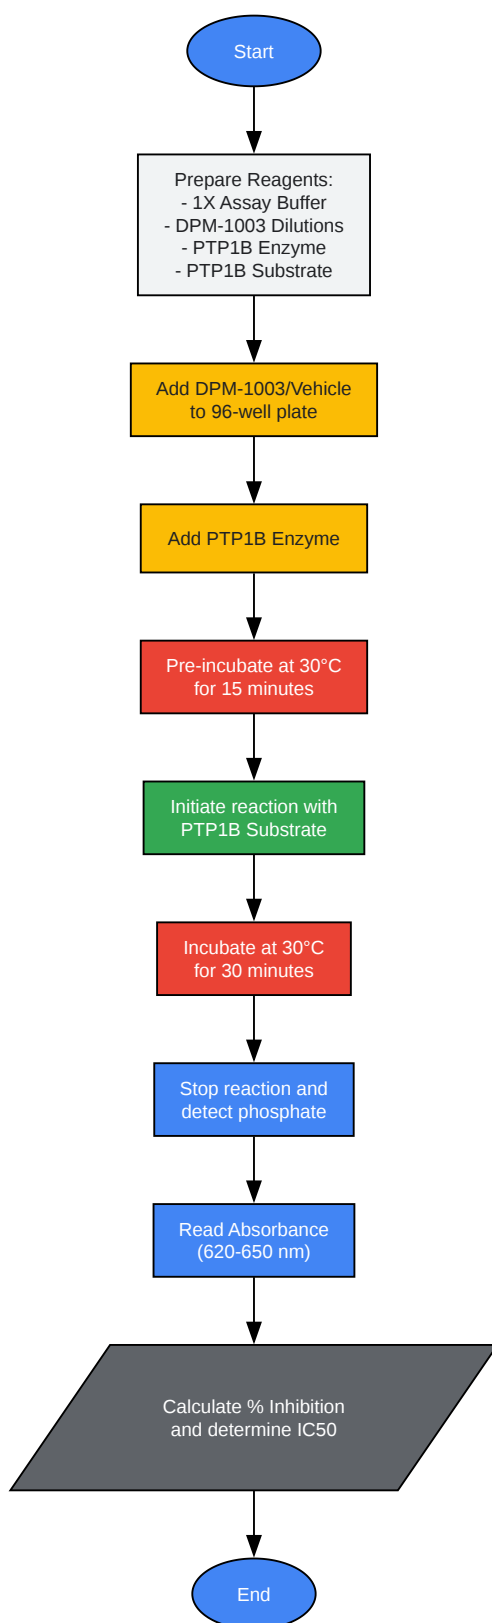 Start
Prepare Reagents:
- 1X Assay Buffer
- DPM-1003 Dilutions
- PTP1B Enzyme
- PTP1B Substrate
Add DPM-1003/Vehicle
to 96-well plate
Add PTP1B Enzyme
Pre-incubate at 30°C
for 15 minutes
Initiate reaction with
PTP1B Substrate
Incubate at 30°C
for 30 minutes
Stop reaction and
detect phosphate
Read Absorbance
(620-650 nm)
Calculate % Inhibition
and determine IC50
End